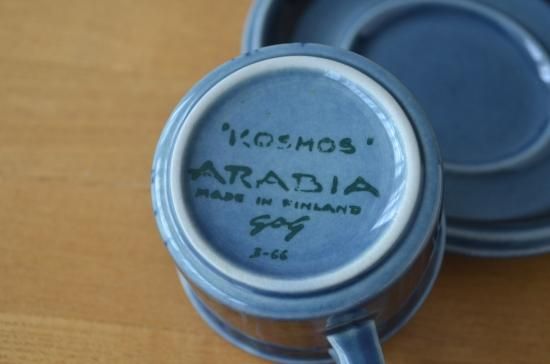 "KOSMOS"
ARABIA
MADE IN FINLAND
GOG
3-66